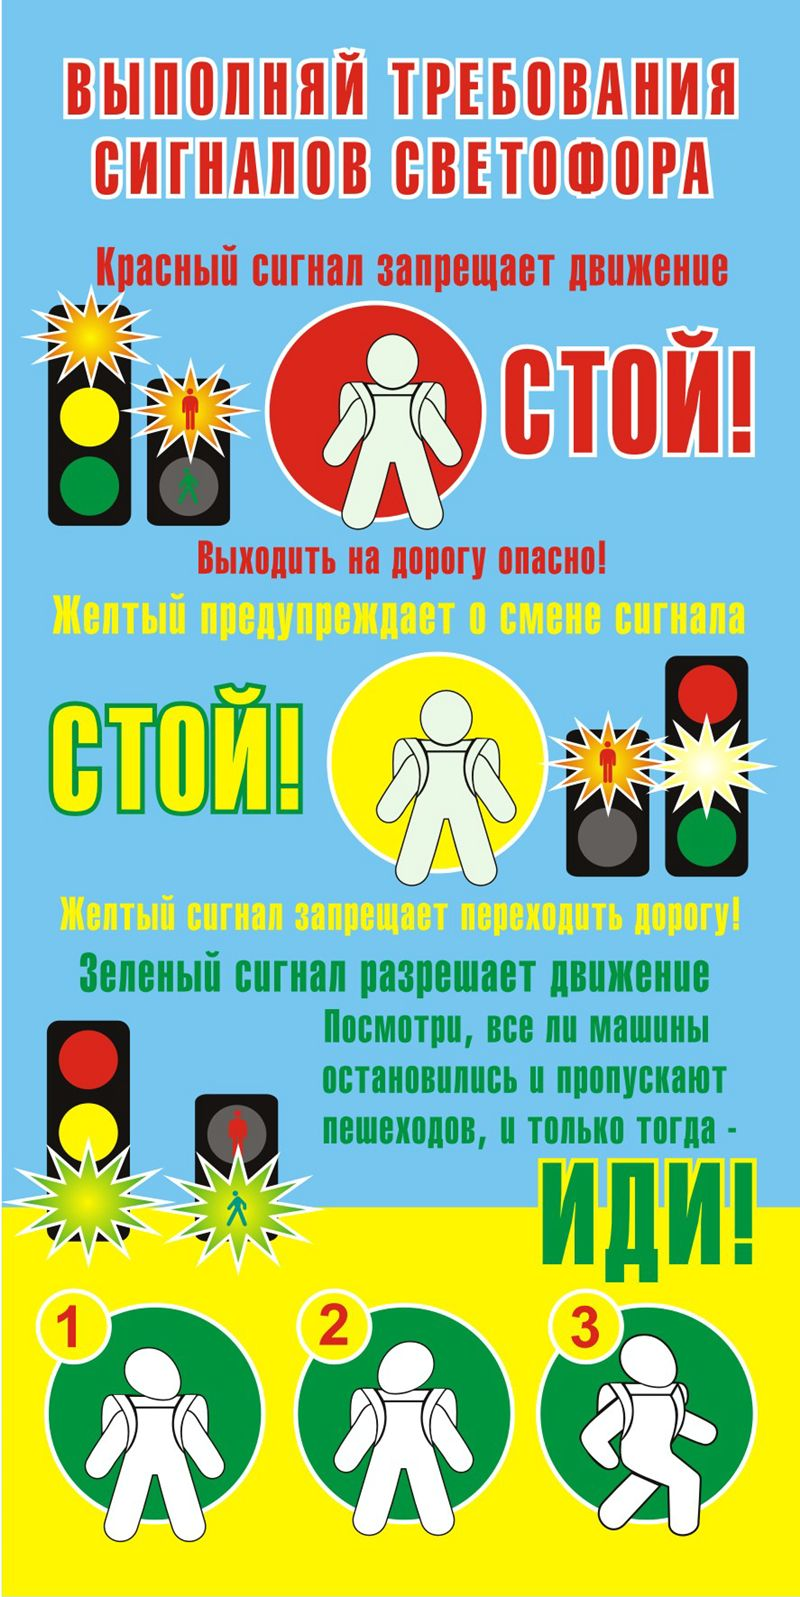 ВЫПОЛНЯЙ ТРЕБОВАНИЯ
СИГНАЛОВ СВЕТОФОРА
Красный сигнал запрещает движение
СТОЙ!
Выходить на дорогу опасно!
Желтый предупреждает о смене сигнала
СТОЙ!
Желтый сигнал запрещает переходить дорогу!
Зеленый сигнал разрешает движение
Посмотри, все ли машины
остановились и пропускают
пешеходов, и только тогда -
ИДИ!
1
2
3